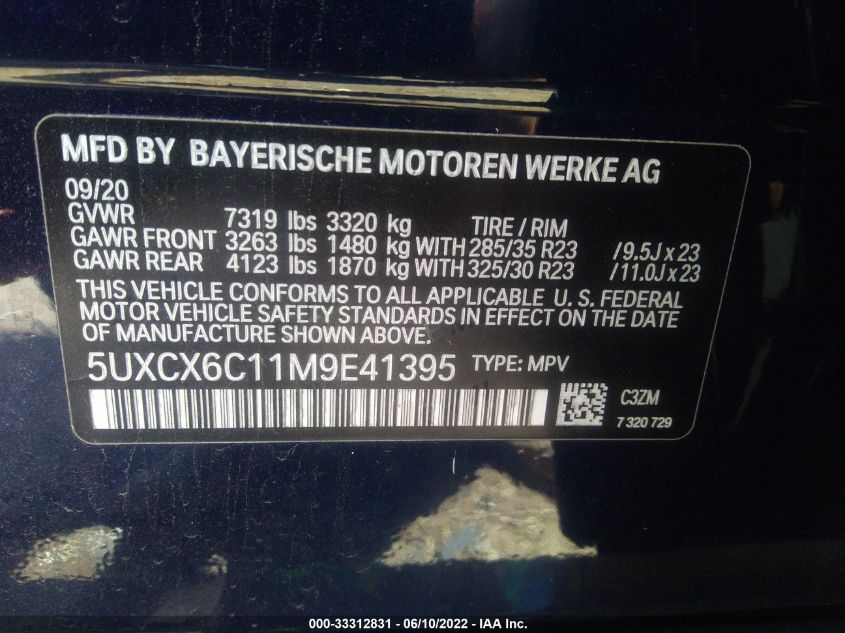 MFD BY BAYERISCHE MOTOREN WERKE AG
09/20
GVWR 7319 lbs 3320 kg TIRE / RIM
GAWR FRONT 3263 lbs 1480 kg WITH 285/35 R23 /9.5J x 23
GAWR REAR 4123 lbs 1870 kg WITH 325/30 R23 /11.0J x 23
THIS VEHICLE CONFORMS TO ALL APPLICABLE U. S. FEDERAL
MOTOR VEHICLE SAFETY STANDARDS IN EFFECT ON THE DATE
OF MANUFACTURE SHOWN ABOVE.
5UXCX6C11M9E41395 TYPE: MPV
C3ZM
7 320 729
000-33312831 - 06/10/2022 - IAA Inc.